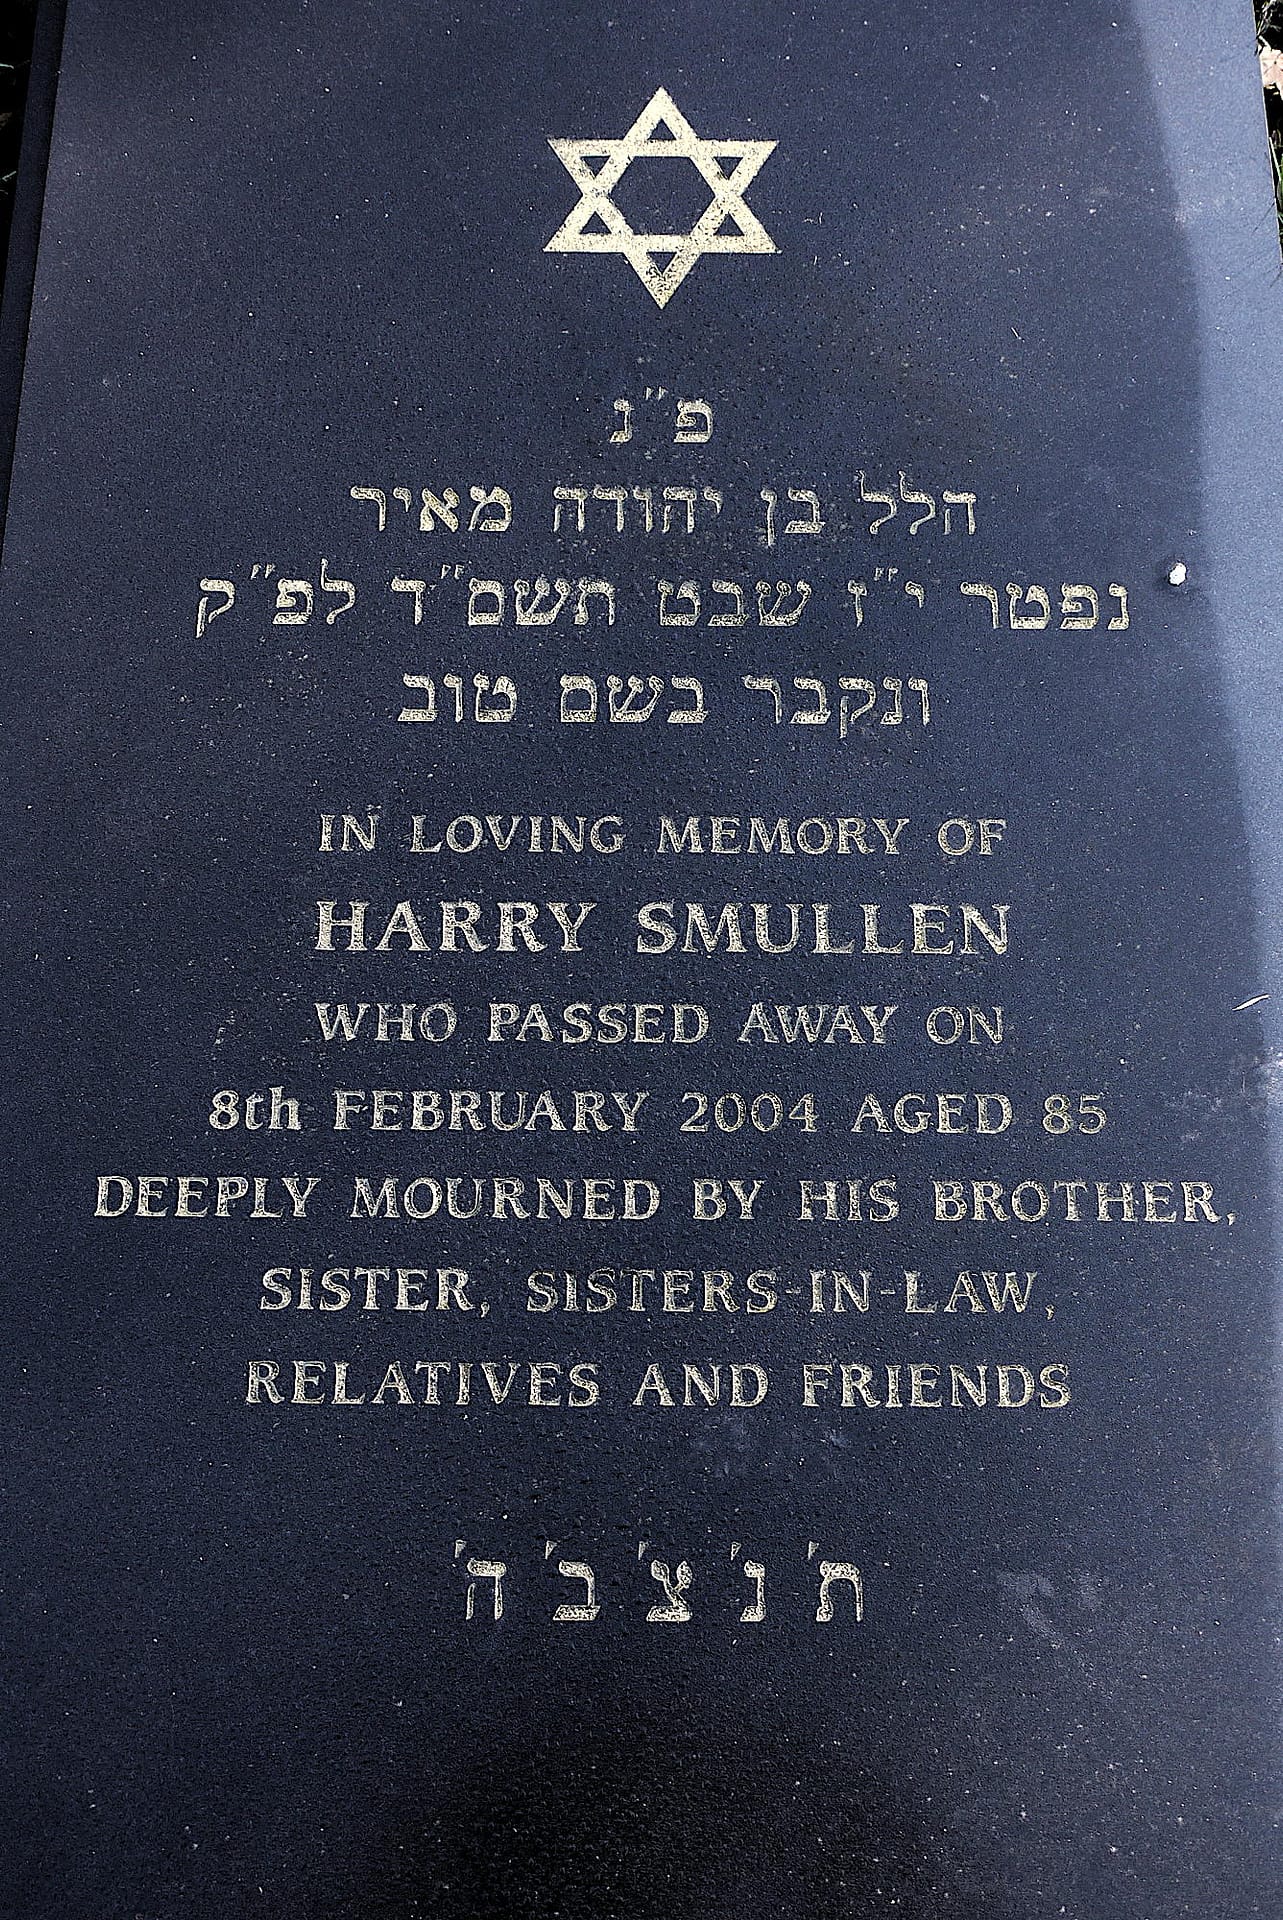 פ"נ
הלל בן יהודה מאיר
נפטר י"ז שבט תשם"ד לפ"ק
ונקבר בשם טוב
IN LOVING MEMORY OF
HARRY SMULLEN
WHO PASSED AWAY ON
8th FEBRUARY 2004 AGED 85
DEEPLY MOURNED BY HIS BROTHER,
SISTER, SISTERS-IN-LAW,
RELATIVES AND FRIENDS
ת' נ' צ' ב' ה'